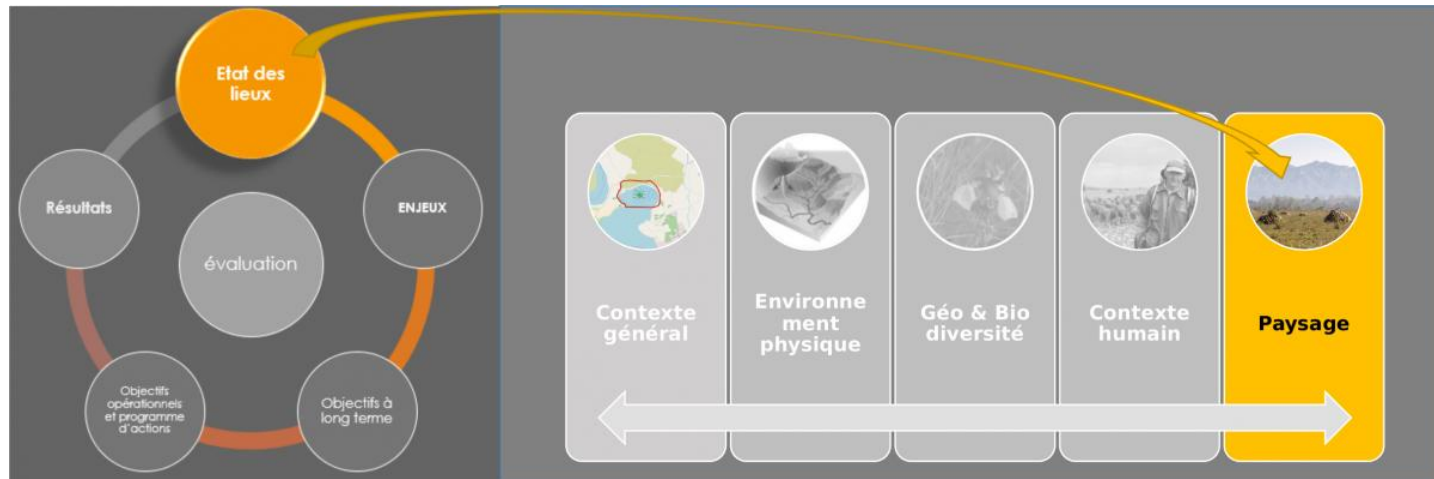 Etat des
lieux
Résultats
ENJEUX
évaluation
Objectifs
opérationnels
et programme
d'actions
Objectifs à
long terme
Contexte
général
Environne
ment
physique
Géo & Bio
diversité
Contexte
humain
Paysage